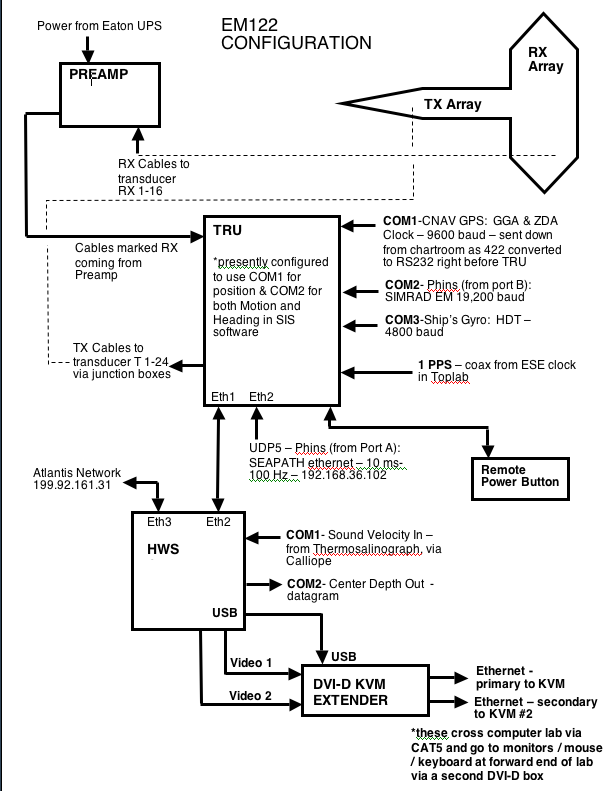 Power from Eaton UPS
EM122
CONFIGURATION
PREAMP
RX
Array
TX Array
RX Cables to
transducer
RX 1-16
TRU
*presently configured
to use COM1 for
position & COM2 for
both Motion and
Heading in SIS
software
Eth1 Eth2
Cables marked RX
coming from
Preamp
COM1-CNAV GPS: GGA & ZDA
Clock – 9600 baud – sent down
from chartroom as 422 converted
to RS232 right before TRU
COM2- Phins (from port B):
SIMRAD EM 19,200 baud
COM3-Ship's Gyro: HDT –
4800 baud
TX Cables to
transducer T 1-24
via junction boxes
1 PPS – coax from ESE clock
in Toplab
UDP5 – Phins (from Port A):
SEAPATH ethernet – 10 ms-
100 Hz – 192.168.36.102
Remote
Power Button
Atlantis Network
199.92.161.31
Eth3 Eth2
HWS
USB
COM1- Sound Velocity In –
from Thermosalinograph, via
Calliope
COM2- Center Depth Out -
datagram
Video 1
Video 2
USB
DVI-D KVM
EXTENDER
Ethernet -
primary to KVM
Ethernet – secondary
to KVM #2
*these cross computer lab via
CAT5 and go to monitors / mouse
/ keyboard at forward end of lab
via a second DVI-D box